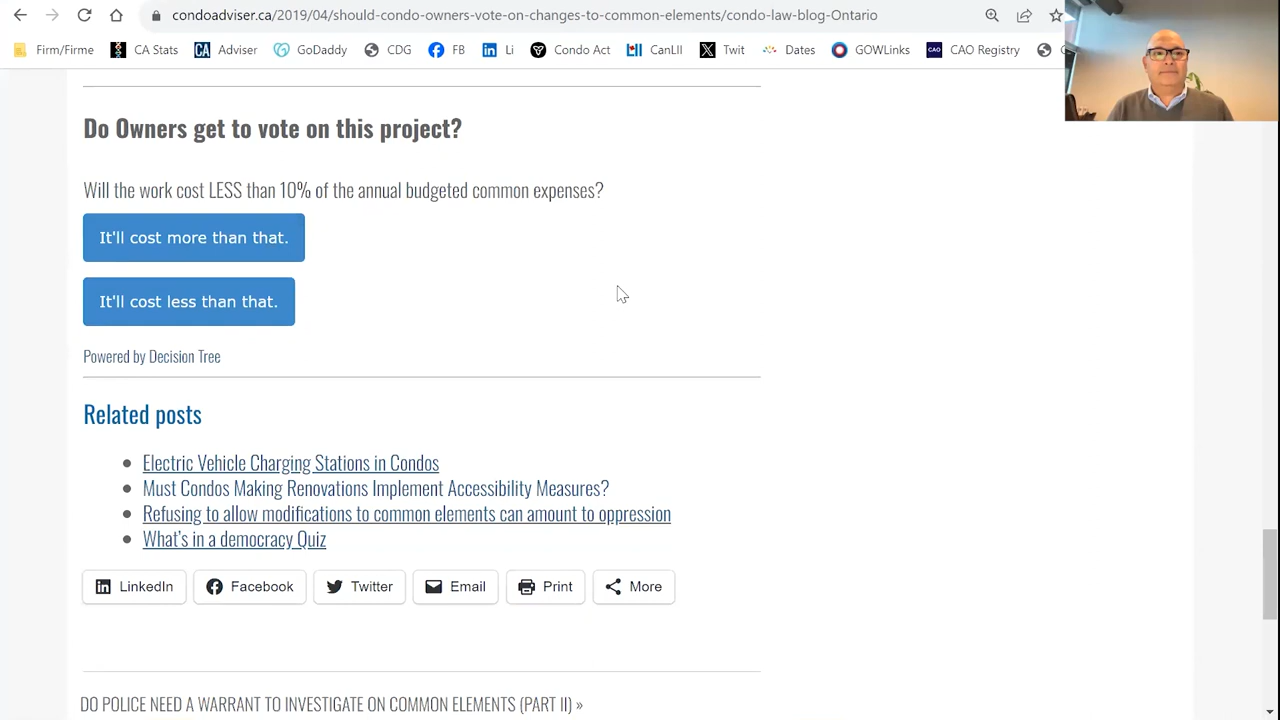 condoadviser.ca/2019/04/should-condo-owners-vote-on-changes-to-common-elements/condo-law-blog-Ontario
Firm/Firme CA Stats CA Adviser GoDaddy CDG FB Li Condo Act CanLII Twit Dates GOWLinks CAO CAO Registry
Do Owners get to vote on this project?
Will the work cost LESS than 10% of the annual budgeted common expenses?
It'll cost more than that.
It'll cost less than that.
Powered by Decision Tree
Related posts
Electric Vehicle Charging Stations in Condos
Must Condos Making Renovations Implement Accessibility Measures?
Refusing to allow modifications to common elements can amount to oppression
What's in a democracy Quiz
LinkedIn Facebook Twitter Email Print More
DO POLICE NEED A WARRANT TO INVESTIGATE ON COMMON ELEMENTS (PART II) »